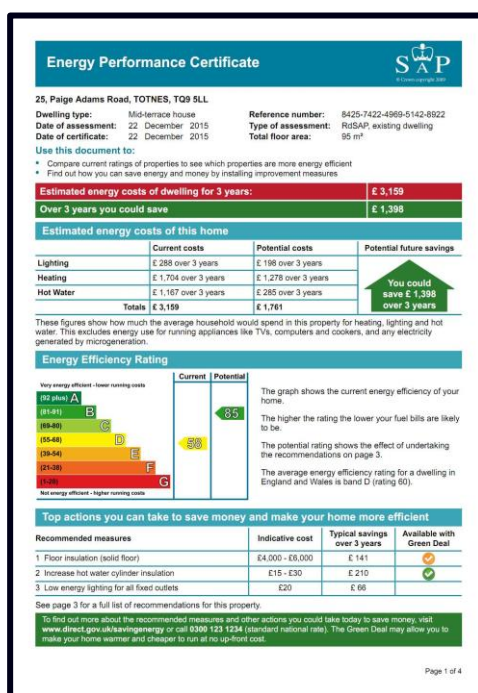 Energy Performance Certificate
SAP
© Crown copyright 2009
25, Paige Adams Road, TOTNES, TQ9 5LL
Dwelling type: Mid-terrace house Reference number: 8425-7422-4969-5142-8922
Date of assessment: 22 December 2015 Type of assessment: RdSAP, existing dwelling
Date of certificate: 22 December 2015 Total floor area: 95 m²
Use this document to:
• Compare current ratings of properties to see which properties are more energy efficient
• Find out how you can save energy and money by installing improvement measures
Estimated energy costs of dwelling for 3 years: £ 3,159
Over 3 years you could save £ 1,398
Estimated energy costs of this home
Current costs Potential costs Potential future savings
Lighting £ 288 over 3 years £ 198 over 3 years
Heating £ 1,704 over 3 years £ 1,278 over 3 years
Hot Water £ 1,167 over 3 years £ 285 over 3 years
Totals £ 3,159 £ 1,761
You could
save £ 1,398
over 3 years
These figures show how much the average household would spend in this property for heating, lighting and hot
water. This excludes energy use for running appliances like TVs, computers and cookers, and any electricity
generated by microgeneration.
Energy Efficiency Rating
Current Potential
Very energy efficient - lower running costs
(92 plus) A
(81-91) B
(69-80) C
(55-68) D
(39-54) E
(21-38) F
(1-20) G
Not energy efficient - higher running costs
58
85
The graph shows the current energy efficiency of your
home.
The higher the rating the lower your fuel bills are likely
to be.
The potential rating shows the effect of undertaking
the recommendations on page 3.
The average energy efficiency rating for a dwelling in
England and Wales is band D (rating 60).
Top actions you can take to save money and make your home more efficient
Recommended measures Indicative cost Typical savings over 3 years Available with Green Deal
1 Floor insulation (solid floor) £4,000 - £6,000 £ 141
2 Increase hot water cylinder insulation £15 - £30 £ 210
3 Low energy lighting for all fixed outlets £20 £ 66
See page 3 for a full list of recommendations for this property.
To find out more about the recommended measures and other actions you could take today to save money, visit
www.direct.gov.uk/savingenergy or call 0300 123 1234 (standard national rate). The Green Deal may allow you to
make your home warmer and cheaper to run at no up-front cost.
Page 1 of 4